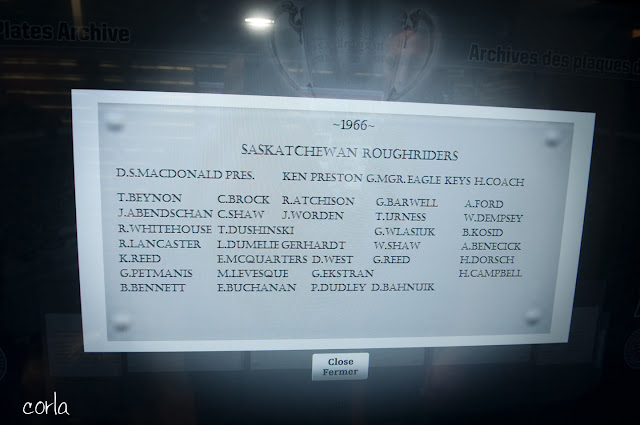 Plates Archive
Archives des plaques d
~1966~
SASKATCHEWAN ROUGHRIDERS
D.S.MACDONALD PRES. KEN PRESTON G.MGR.EAGLE KEYS H.COACH
T.BEYNON C.BROCK R.ATCHISON G.BARWELL A.FORD
J.ABENDSCHAN C.SHAW J.WORDEN T.URNESS W.DEMPSEY
R.WHITEHOUSE T.DUSHINSKI G.WLASIUK B.KOSID
R.LANCASTER L.DUMELIE GERHARDT W.SHAW A.BENECICK
K.REED E.MCQUARTERS D.WEST G.REED H.DORSCH
G.PETMANIS M.LEVESQUE G.EKSTRAN H.CAMPBELL
B.BENNETT E.BUCHANAN P.DUDLEY D.BAHNUIK
Close
Fermer
corla